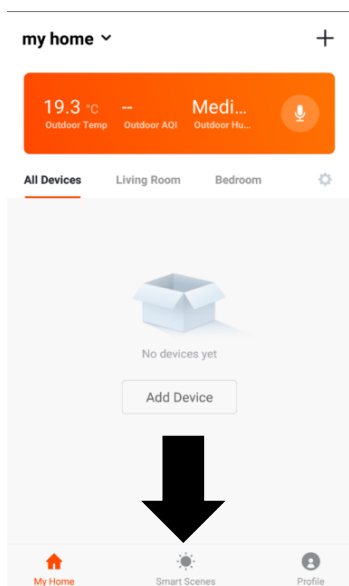 my home
19.3 °C -- Medi...
Outdoor Temp Outdoor AQI Outdoor Hu...
All Devices Living Room Bedroom
No devices yet
Add Device
My Home Smart Scenes Profile